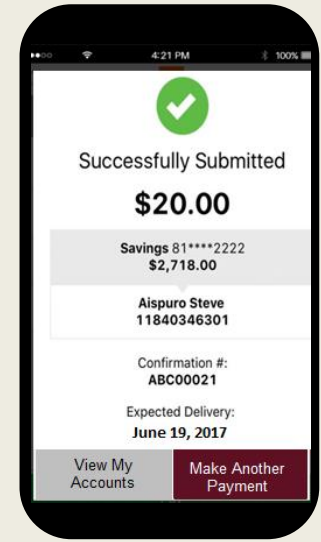 4:21 PM 100%
Successfully Submitted
$20.00
Savings 81****2222
$2,718.00
Aispuro Steve
11840346301
Confirmation #:
ABC00021
Expected Delivery:
June 19, 2017
View My
Accounts
Make Another
Payment